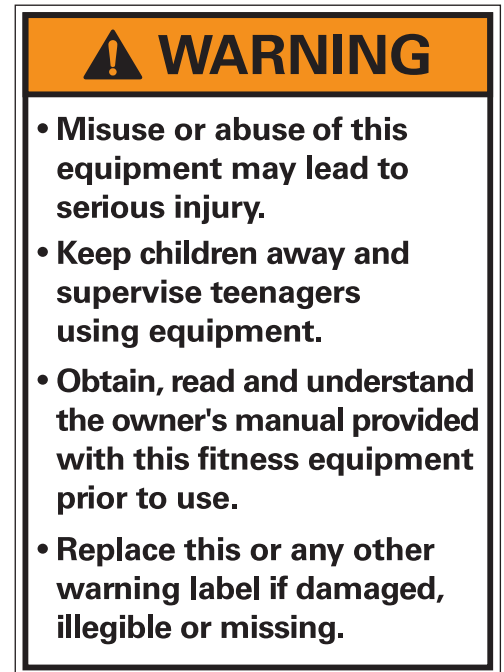 WARNING
• Misuse or abuse of this
equipment may lead to
serious injury.
• Keep children away and
supervise teenagers
using equipment.
• Obtain, read and understand
the owner's manual provided
with this fitness equipment
prior to use.
• Replace this or any other
warning label if damaged,
illegible or missing.